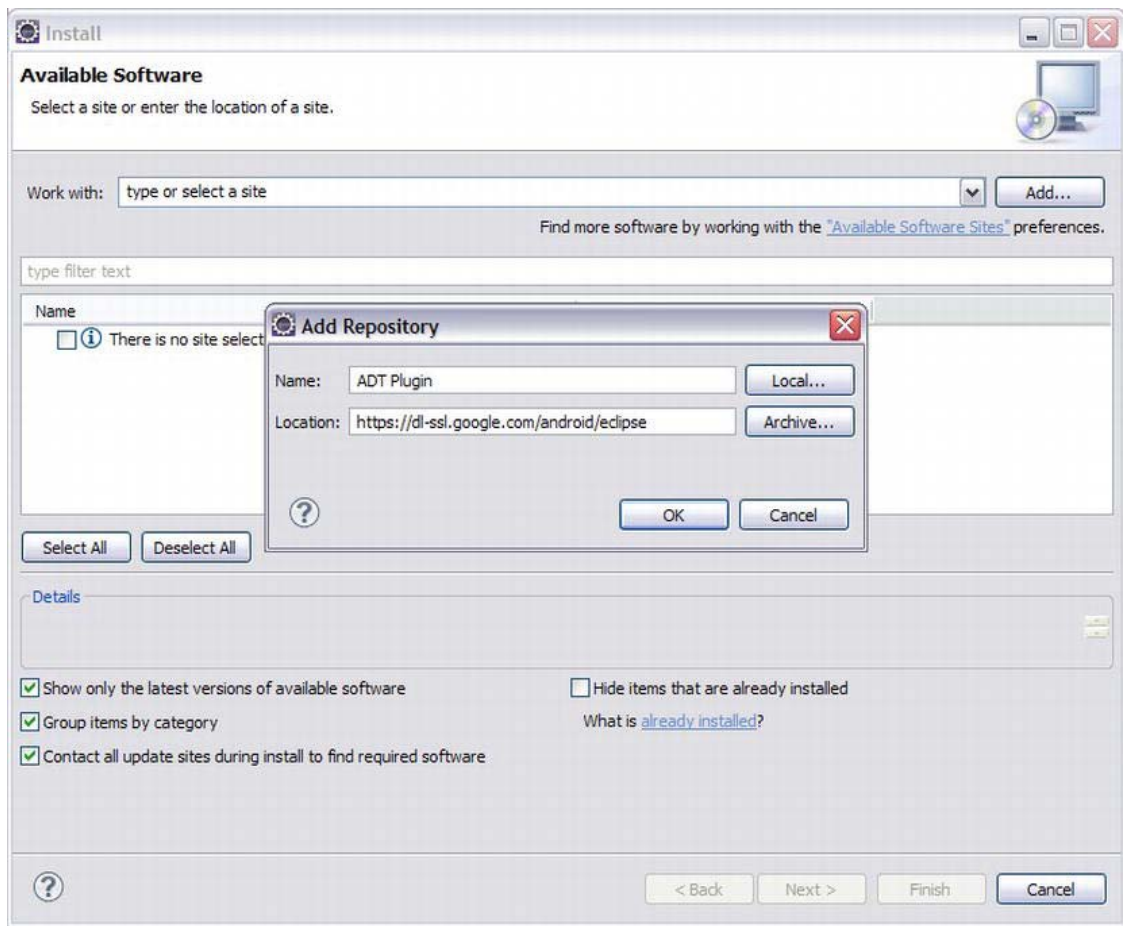 Install
Available Software
Select a site or enter the location of a site.
Work with: type or select a site Add...
Find more software by working with the "Available Software Sites" preferences.
type filter text
Name
There is no site select
Add Repository
Name: ADT Plugin Local...
Location: https://dl-ssl.google.com/android/eclipse Archive...
OK Cancel
Select All Deselect All
Details
Show only the latest versions of available software Hide items that are already installed
Group items by category What is already installed?
Contact all update sites during install to find required software
< Back Next > Finish Cancel